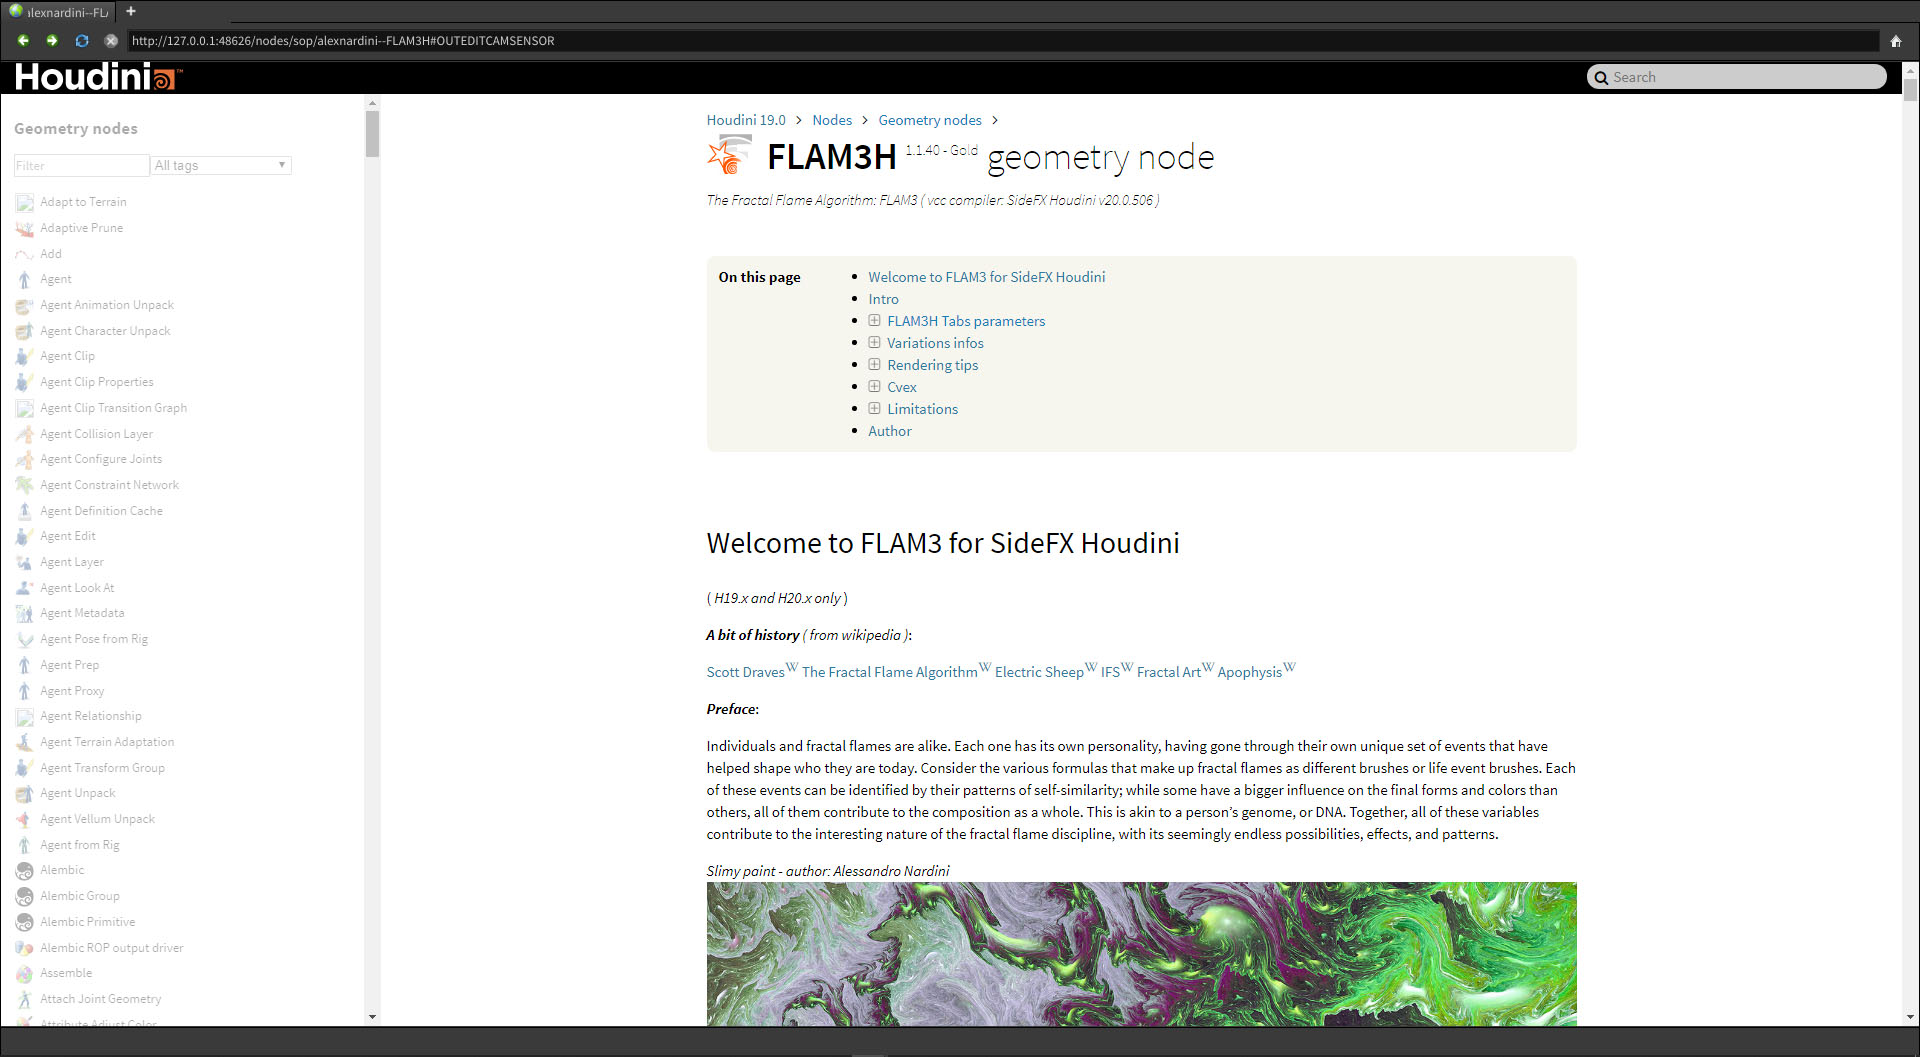 alexnardini--FLA
http://127.0.0.1:48626/nodes/sop/alexnardini--FLAM3H#OUTEDITCAMSENSOR
Houdini™
Search
Geometry nodes
Filter
All tags
Adapt to Terrain
Adaptive Prune
Add
Agent
Agent Animation Unpack
Agent Character Unpack
Agent Clip
Agent Clip Properties
Agent Clip Transition Graph
Agent Collision Layer
Agent Configure Joints
Agent Constraint Network
Agent Definition Cache
Agent Edit
Agent Layer
Agent Look At
Agent Metadata
Agent Pose from Rig
Agent Prep
Agent Proxy
Agent Relationship
Agent Terrain Adaptation
Agent Transform Group
Agent Unpack
Agent Vellum Unpack
Agent from Rig
Alembic
Alembic Group
Alembic Primitive
Alembic ROP output driver
Assemble
Attach Joint Geometry
Attribute Adjust Color
Houdini 19.0 > Nodes > Geometry nodes >
FLAM3H 1.1.40 - Gold geometry node
The Fractal Flame Algorithm: FLAM3 ( vcc compiler: SideFX Houdini v20.0.506 )
On this page
Welcome to FLAM3 for SideFX Houdini
Intro
FLAM3H Tabs parameters
Variations infos
Rendering tips
Cvex
Limitations
Author
Welcome to FLAM3 for SideFX Houdini
( H19.x and H20.x only )
A bit of history ( from wikipedia ):
Scott DravesW The Fractal Flame AlgorithmW Electric SheepW IFSW Fractal ArtW ApophysisW
Preface:
Individuals and fractal flames are alike. Each one has its own personality, having gone through their own unique set of events that have
helped shape who they are today. Consider the various formulas that make up fractal flames as different brushes or life event brushes. Each
of these events can be identified by their patterns of self-similarity; while some have a bigger influence on the final forms and colors than
others, all of them contribute to the composition as a whole. This is akin to a person’s genome, or DNA. Together, all of these variables
contribute to the interesting nature of the fractal flame discipline, with its seemingly endless possibilities, effects, and patterns.
Slimy paint - author: Alessandro Nardini